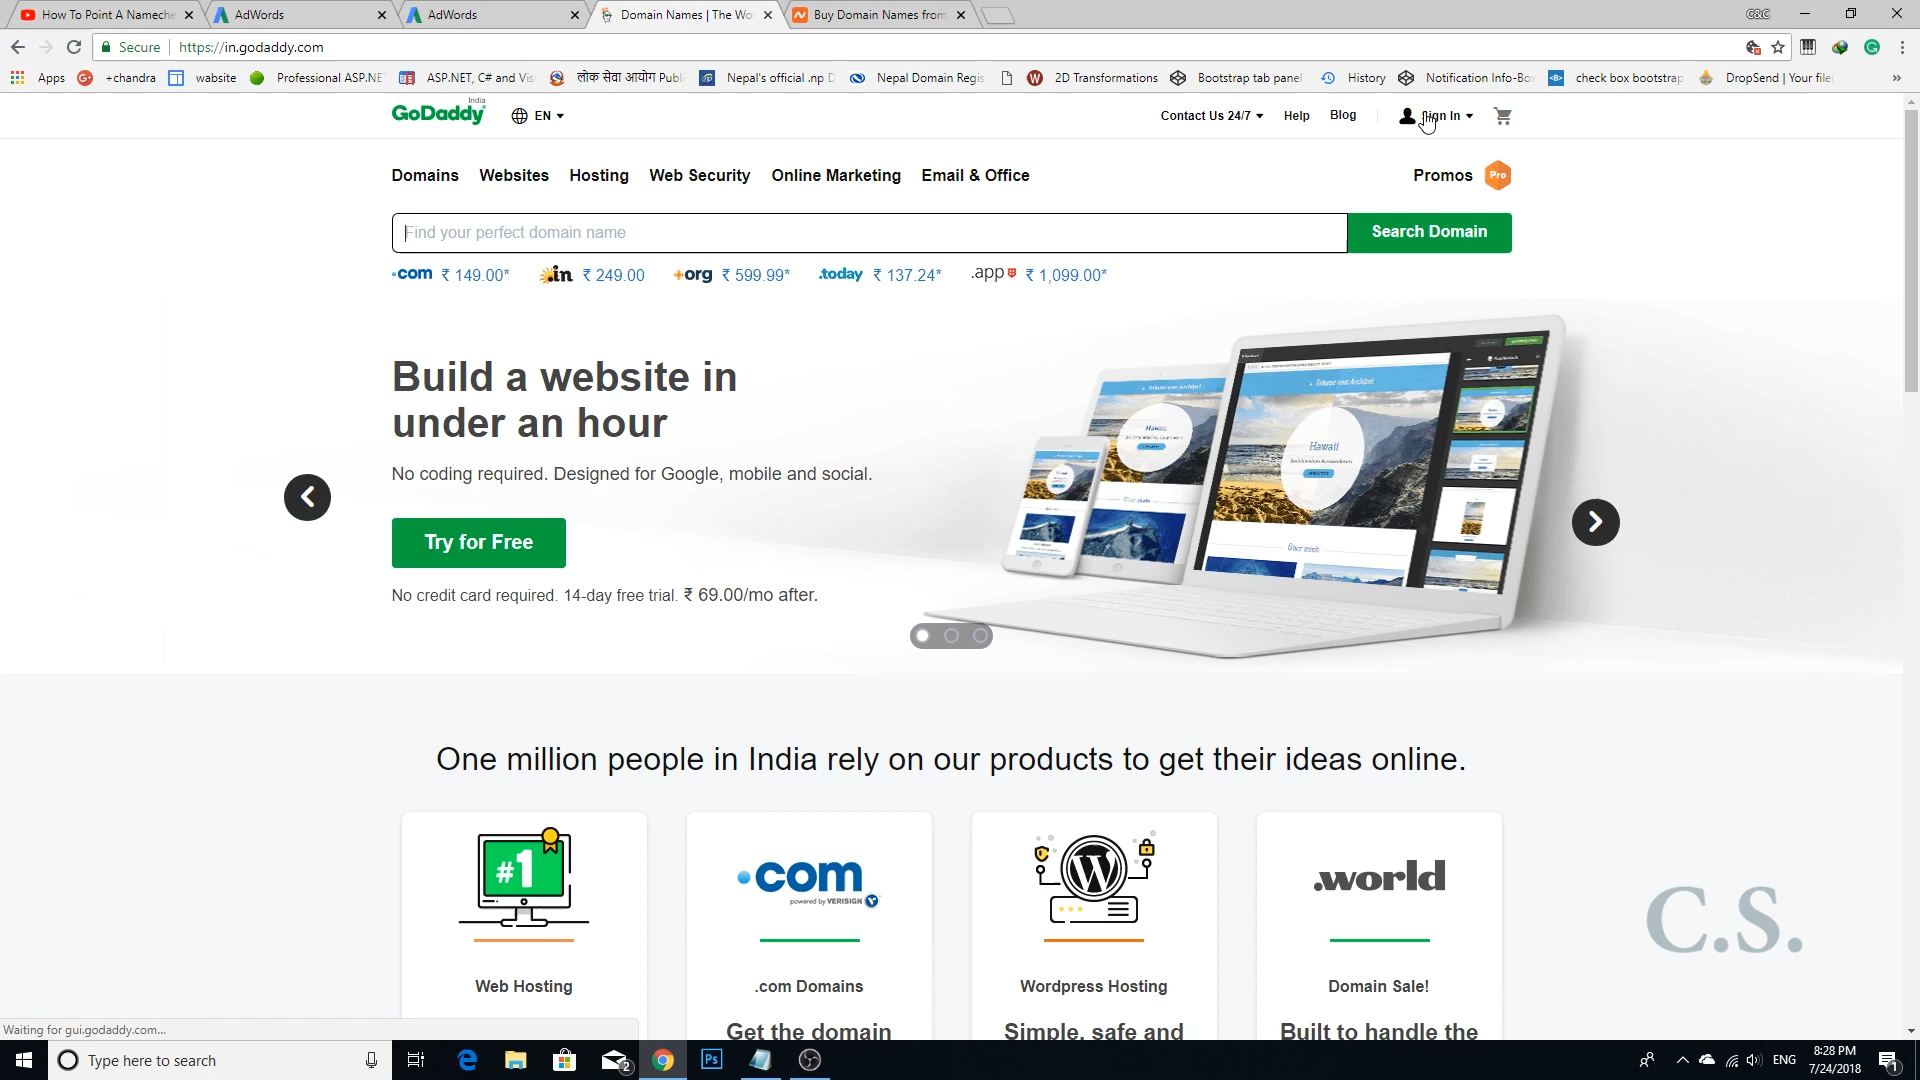 How To Point A Nameche
AdWords
AdWords
Domain Names | The Wo
Buy Domain Names from
C&C
Secure
https://in.godaddy.com
Apps
+chandra
wabsite
Professional ASP.NE
ASP.NET, C# and Vis
लोक सेवा आयोग Publ
Nepal's official .np D
Nepal Domain Regis
2D Transformations
Bootstrap tab panel
History
Notification Info-Bo
check box bootstrap
DropSend | Your file
India
GoDaddy
EN
Contact Us 24/7
Help
Blog
Sign In
Domains
Websites
Hosting
Web Security
Online Marketing
Email & Office
Promos
Pro
Find your perfect domain name
Search Domain
.com ₹ 149.00*
.in ₹ 249.00
.org ₹ 599.99*
.today ₹ 137.24*
.app ₹ 1,099.00*
Build a website in
under an hour
No coding required. Designed for Google, mobile and social.
Try for Free
No credit card required. 14-day free trial. ₹ 69.00/mo after.
Hawaii
Über mich
One million people in India rely on our products to get their ideas online.
#1
.com
powered by VERISIGN
.world
C.S.
Web Hosting
.com Domains
Wordpress Hosting
Domain Sale!
Get the domain
Simple, safe and
Built to handle the
Waiting for gui.godaddy.com...
Type here to search
2
Ps
ENG
8:28 PM
7/24/2018
1